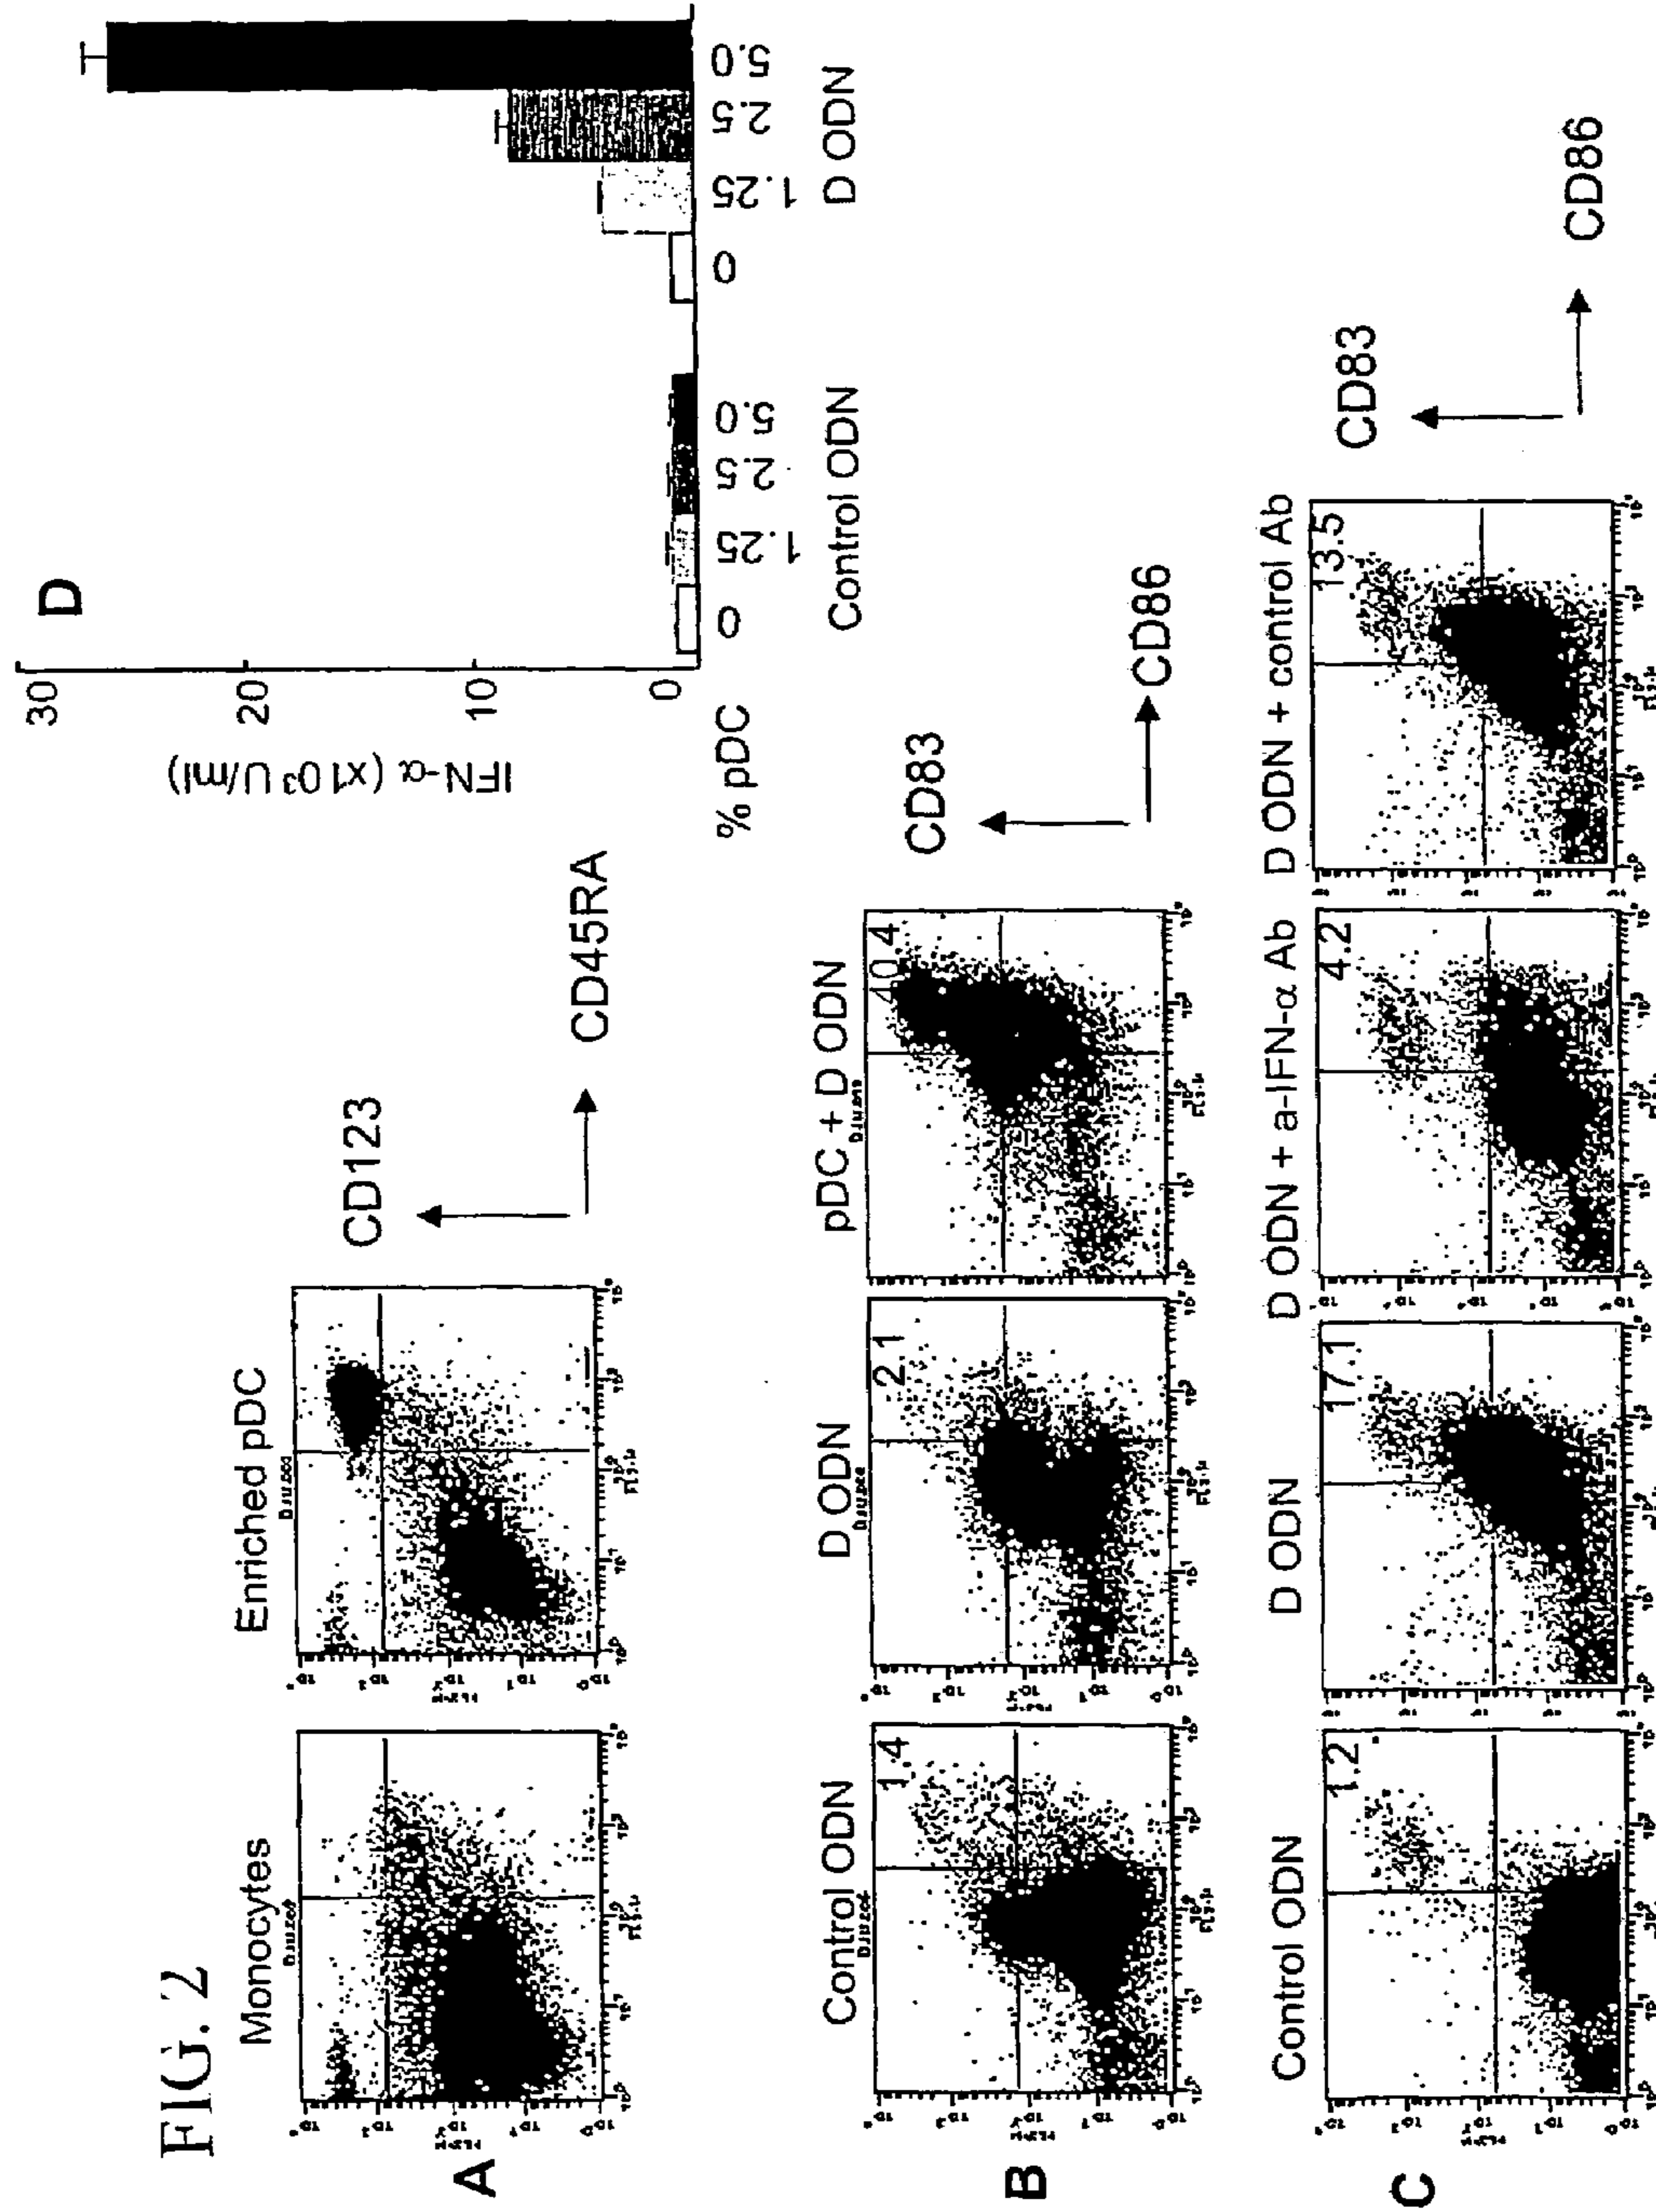 FIG. 2
A
Monocytes
Enriched pDC
CD123
CD45RA
B
Control ODN
1.4
D ODN
2.1
pDC + D ODN
40.4
CD83
CD86
C
Control ODN
1.2
D ODN
17.1
D ODN + a-IFN-α Ab
4.2
D ODN + control Ab
13.5
CD83
CD86
D
IFN-α (x10³ U/ml)
30
20
10
0
% pDC
0 1.25 2.5 5.0
0 1.25 2.5 5.0
Control ODN
D ODN